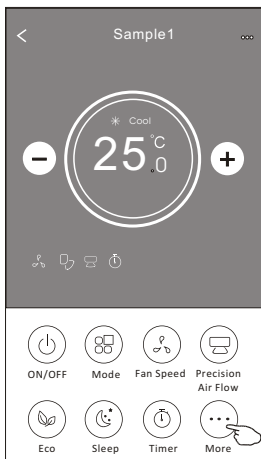 Sample1
Cool
25.0°C
ON/OFF
Mode
Fan Speed
Precision
Air Flow
Eco
Sleep
Timer
More